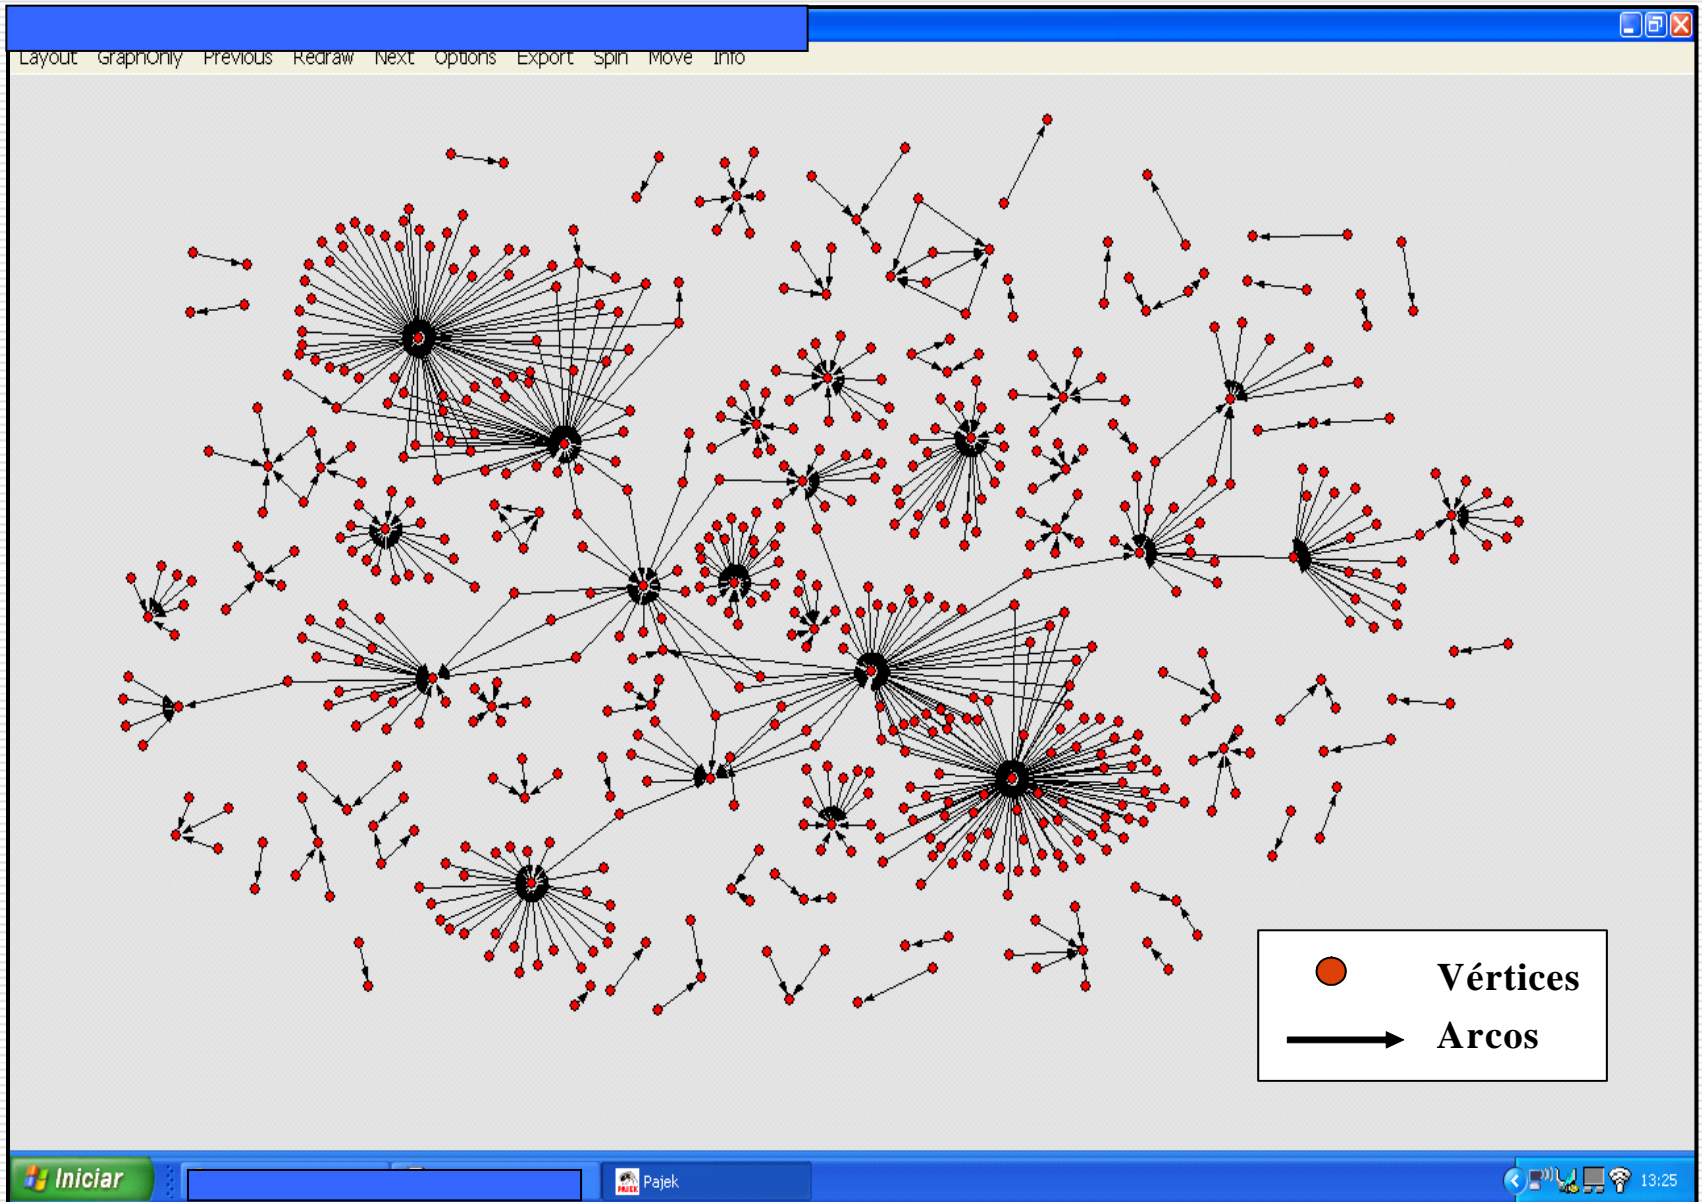 Layout GraphOnly Previous Redraw Next Options Export Spin Move Info
Vértices
Arcos
Iniciar
Pajek
13:25